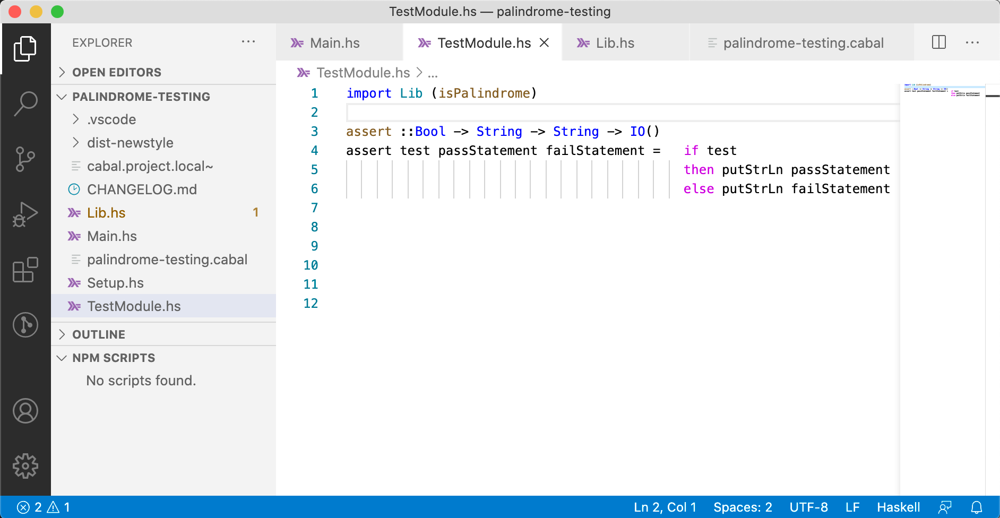 TestModule.hs — palindrome-testing
EXPLORER
OPEN EDITORS
PALINDROME-TESTING
.vscode
dist-newstyle
cabal.project.local~
CHANGELOG.md
Lib.hs 1
Main.hs
palindrome-testing.cabal
Setup.hs
TestModule.hs
OUTLINE
NPM SCRIPTS
No scripts found.
Main.hs TestModule.hs Lib.hs palindrome-testing.cabal
TestModule.hs > ...
1 import Lib (isPalindrome)
2
3 assert ::Bool -> String -> String -> IO()
4 assert test passStatement failStatement = if test
5 then putStrLn passStatement
6 else putStrLn failStatement
7
8
9
10
11
12
2 1 Ln 2, Col 1 Spaces: 2 UTF-8 LF Haskell